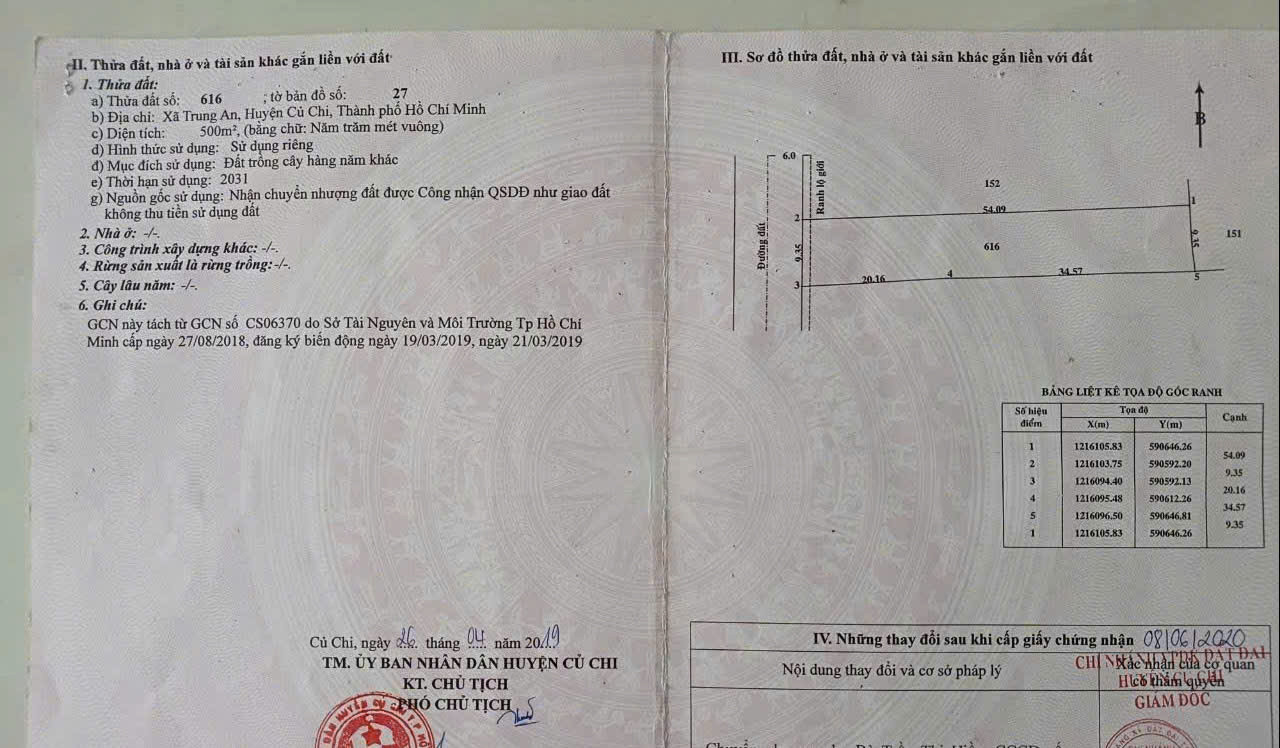 II. Thửa đất, nhà ở và tài sản khác gắn liền với đất
1. Thửa đất:
a) Thửa đất số: 616 ; tờ bản đồ số: 27
b) Địa chỉ: Xã Trung An, Huyện Củ Chi, Thành phố Hồ Chí Minh
c) Diện tích: 500m², (bằng chữ: Năm trăm mét vuông)
d) Hình thức sử dụng: Sử dụng riêng
đ) Mục đích sử dụng: Đất trồng cây hàng năm khác
e) Thời hạn sử dụng: 2031
g) Nguồn gốc sử dụng: Nhận chuyển nhượng đất được Công nhận QSDĐ như giao đất
không thu tiền sử dụng đất
2. Nhà ở: -/-.
3. Công trình xây dựng khác: -/-.
4. Rừng sản xuất là rừng trồng:-/-.
5. Cây lâu năm: -/-.
6. Ghi chú:
GCN này tách từ GCN số CS06370 do Sở Tài Nguyên và Môi Trường Tp Hồ Chí
Minh cấp ngày 27/08/2018, đăng ký biến động ngày 19/03/2019, ngày 21/03/2019
Củ Chi, ngày 26 tháng 04 năm 2019
TM. ỦY BAN NHÂN DÂN HUYỆN CỦ CHI
KT. CHỦ TỊCH
PHÓ CHỦ TỊCH
III. Sơ đồ thửa đất, nhà ở và tài sản khác gắn liền với đất
B
6.0
Ranh lộ giới
Đường đất
152
54.09
1
2
9.35
616
9.35
151
3
20.16
4
34.57
5
BẢNG LIỆT KÊ TỌA ĐỘ GÓC RANH
Số hiệu điểm Tọa độ Cạnh
X(m) Y(m)
1 1216105.83 590646.26
54.09
2 1216103.75 590592.20
9.35
3 1216094.40 590592.13
20.16
4 1216095.48 590612.26
34.57
5 1216096.50 590646.81
9.35
1 1216105.83 590646.26
IV. Những thay đổi sau khi cấp giấy chứng nhận 08/06/2020
Nội dung thay đổi và cơ sở pháp lý
Xác nhận của cơ quan
có thẩm quyền
CHI NHÁNH VPĐK ĐẤT ĐAI
HUYỆN CỦ CHI
GIÁM ĐỐC